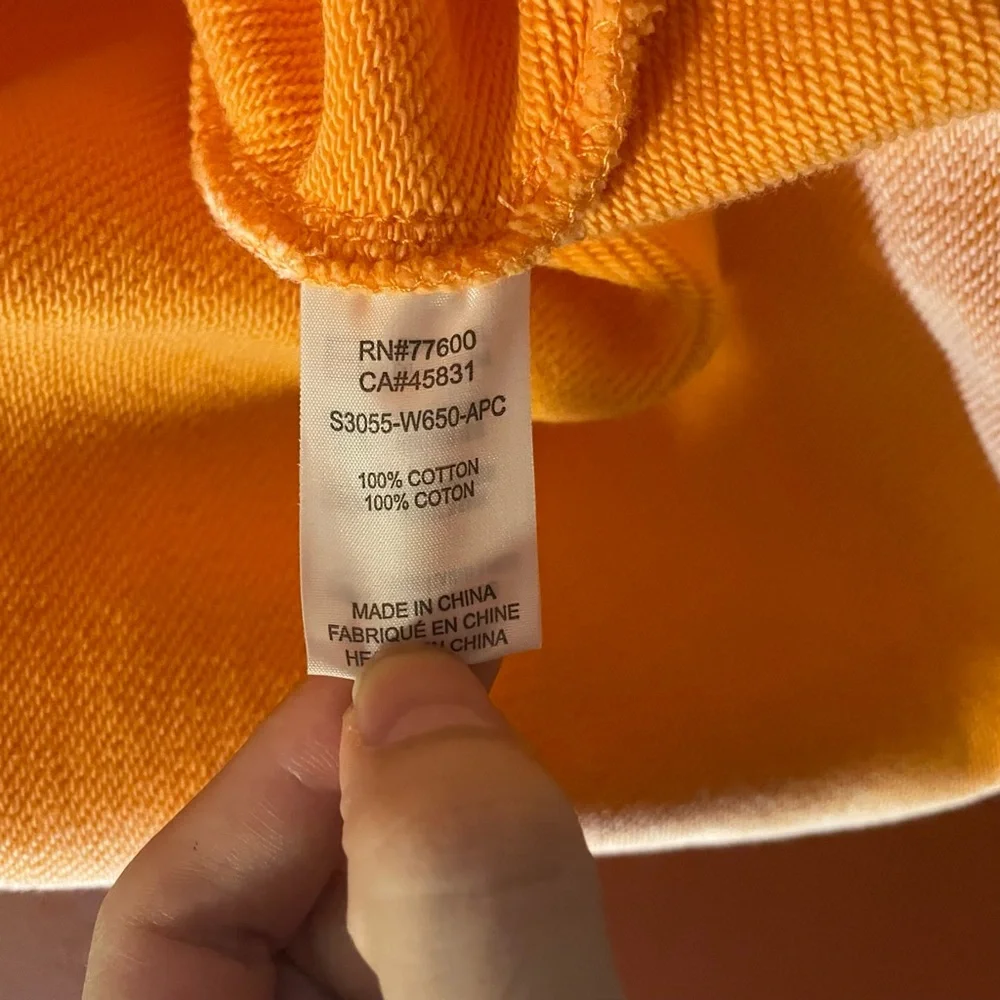 RN#77600
CA#45831
S3055-W650-APC
100% COTTON
100% COTON
MADE IN CHINA
FABRIQUÉ EN CHINE
CHINA